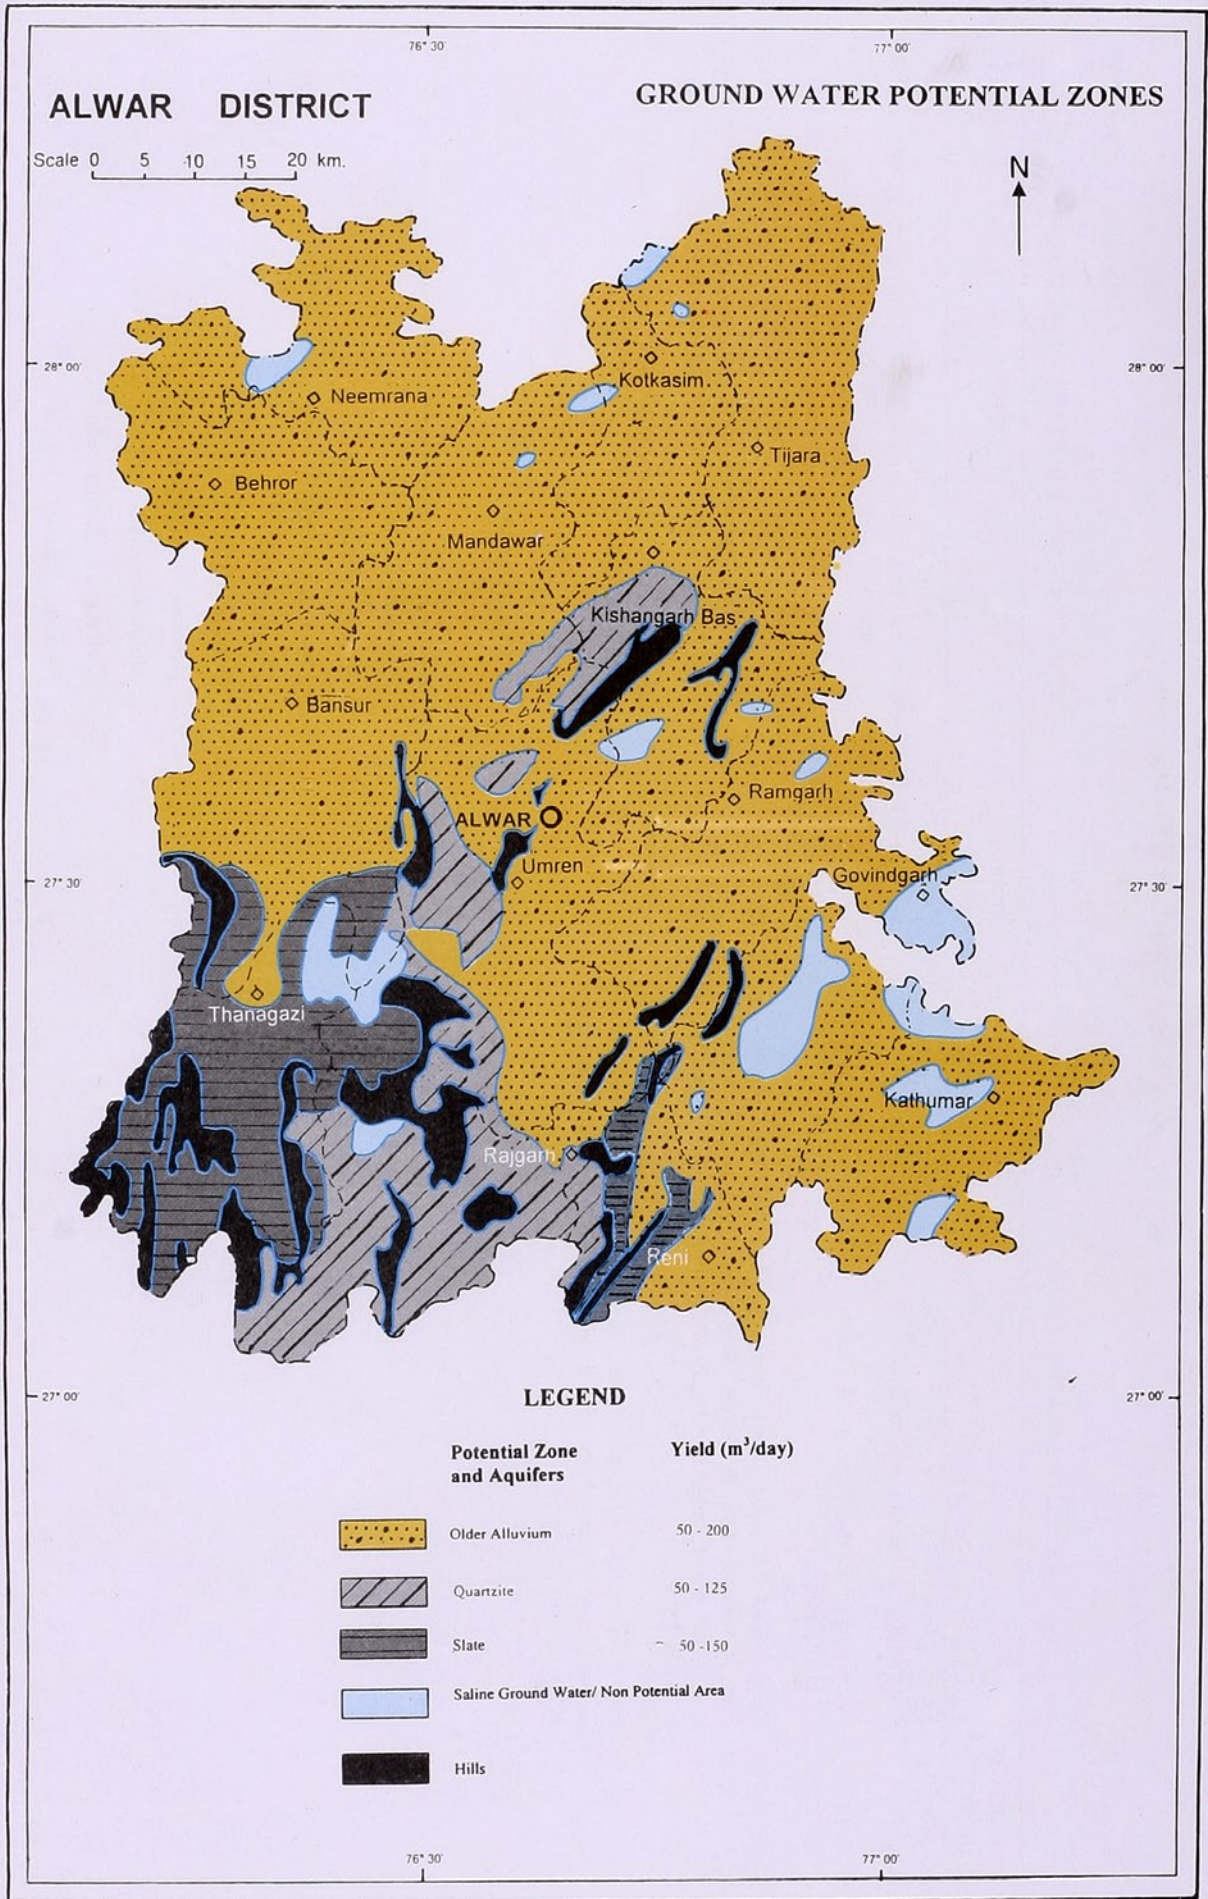 76° 30'
77° 00'
ALWAR DISTRICT
GROUND WATER POTENTIAL ZONES
Scale 0 5 10 15 20 km.
N
28° 00'
28° 00'
Kotkasim
Neemrana
Tijara
Behror
Mandawar
Kishangarh Bas
Bansur
Ramgarh
ALWAR
Umren
Govindgarh
27° 30'
27° 30'
Thanagazi
Kathumar
Rajgarh
Reni
27° 00'
27° 00'
LEGEND
Potential Zone Yield (m³/day)
and Aquifers
Older Alluvium 50 - 200
Quartzite 50 - 125
Slate 50 -150
Saline Ground Water/ Non Potential Area
Hills
76° 30'
77° 00'